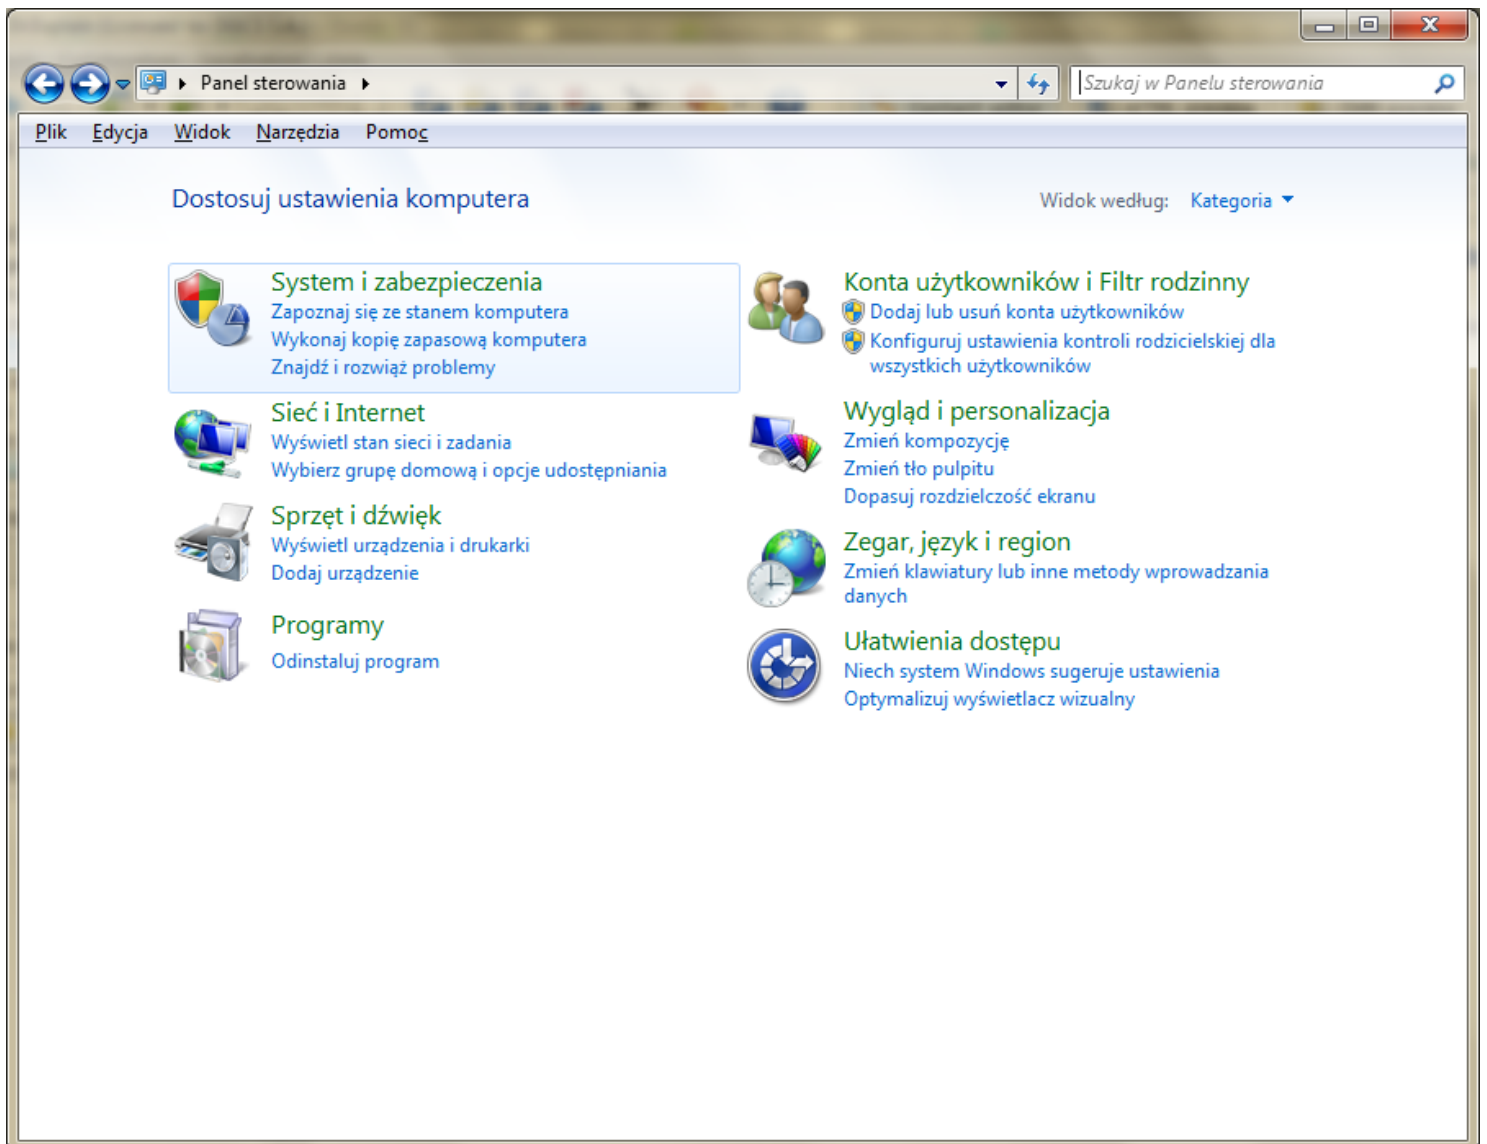 Panel sterowania
Szukaj w Panelu sterowania
Plik Edycja Widok Narzędzia Pomoc
Dostosuj ustawienia komputera
Widok według: Kategoria
System i zabezpieczenia
Zapoznaj się ze stanem komputera
Wykonaj kopię zapasową komputera
Znajdź i rozwiąż problemy
Sieć i Internet
Wyświetl stan sieci i zadania
Wybierz grupę domową i opcje udostępniania
Sprzęt i dźwięk
Wyświetl urządzenia i drukarki
Dodaj urządzenie
Programy
Odinstaluj program
Konta użytkowników i Filtr rodzinny
Dodaj lub usuń konta użytkowników
Konfiguruj ustawienia kontroli rodzicielskiej dla
wszystkich użytkowników
Wygląd i personalizacja
Zmień kompozycję
Zmień tło pulpitu
Dopasuj rozdzielczość ekranu
Zegar, język i region
Zmień klawiatury lub inne metody wprowadzania
danych
Ułatwienia dostępu
Niech system Windows sugeruje ustawienia
Optymalizuj wyświetlacz wizualny